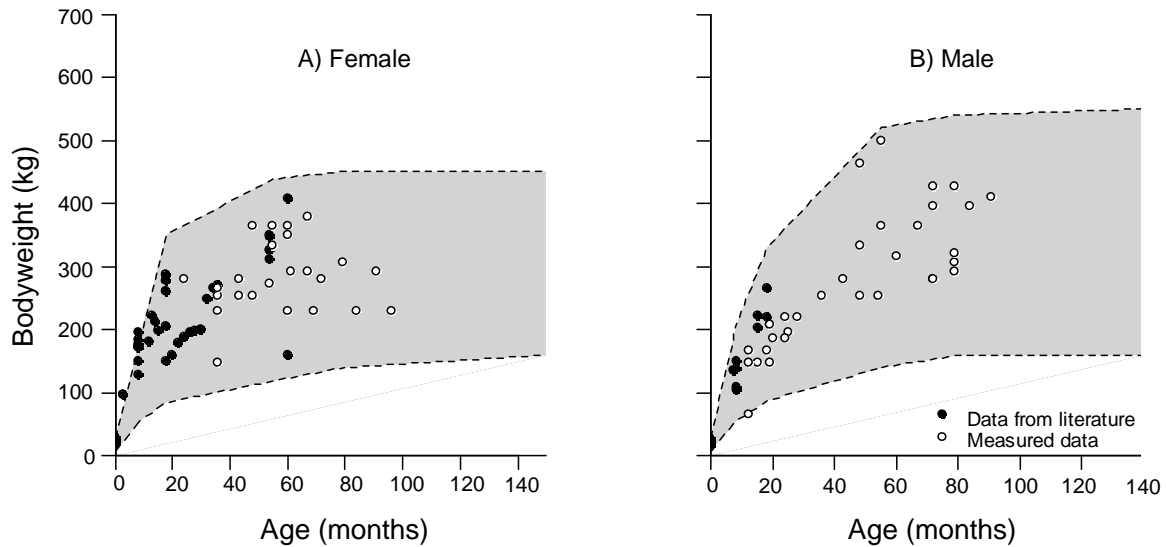 A) Female
B) Male
Bodyweight (kg)
700
600
500
400
300
200
100
0
0 20 40 60 80 100 120 140
0 20 40 60 80 100 120 140
Age (months)
Age (months)
Data from literature
Measured data